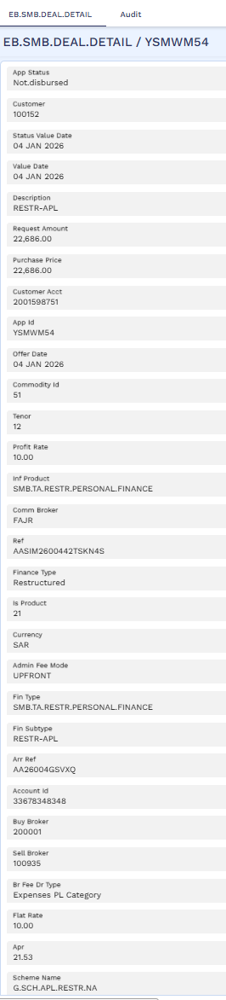 EB.SMB.DEAL.DETAIL Audit
EB.SMB.DEAL.DETAIL / YSMWM54
App Status
Not.disbursed
Customer
100152
Status Value Date
04 JAN 2026
Value Date
04 JAN 2026
Description
RESTR-APL
Request Amount
22,686.00
Purchase Price
22,686.00
Customer Acct
2001598751
App Id
YSMWM54
Offer Date
04 JAN 2026
Commodity Id
51
Tenor
12
Profit Rate
10.00
Inf Product
SMB.TA.RESTR.PERSONAL.FINANCE
Comm Broker
FAJR
Ref
AASIM2600442TSKN4S
Finance Type
Restructured
Is Product
21
Currency
SAR
Admin Fee Mode
UPFRONT
Fin Type
SMB.TA.RESTR.PERSONAL.FINANCE
Fin Subtype
RESTR-APL
Arr Ref
AA26004GSVXQ
Account Id
33678348348
Buy Broker
200001
Sell Broker
100935
Br Fee Dr Type
Expenses PL Category
Flat Rate
10.00
Apr
21.53
Scheme Name
G.SCH.APL.RESTR.NA